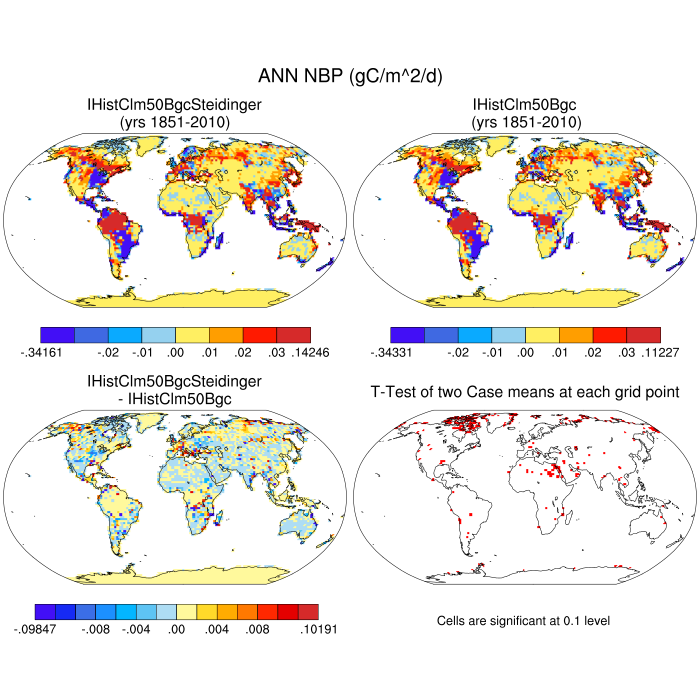 ANN NBP (gC/m^2/d)
IHistClm50BgcSteidinger
(yrs 1851-2010)
IHistClm50Bgc
(yrs 1851-2010)
-.34161 -.02 -.01 .00 .01 .02 .03 .14246
-.34331 -.02 -.01 .00 .01 .02 .03 .11227
IHistClm50BgcSteidinger
- IHistClm50Bgc
T-Test of two Case means at each grid point
-.09847 -.008 -.004 .00 .004 .008 .10191
Cells are significant at 0.1 level